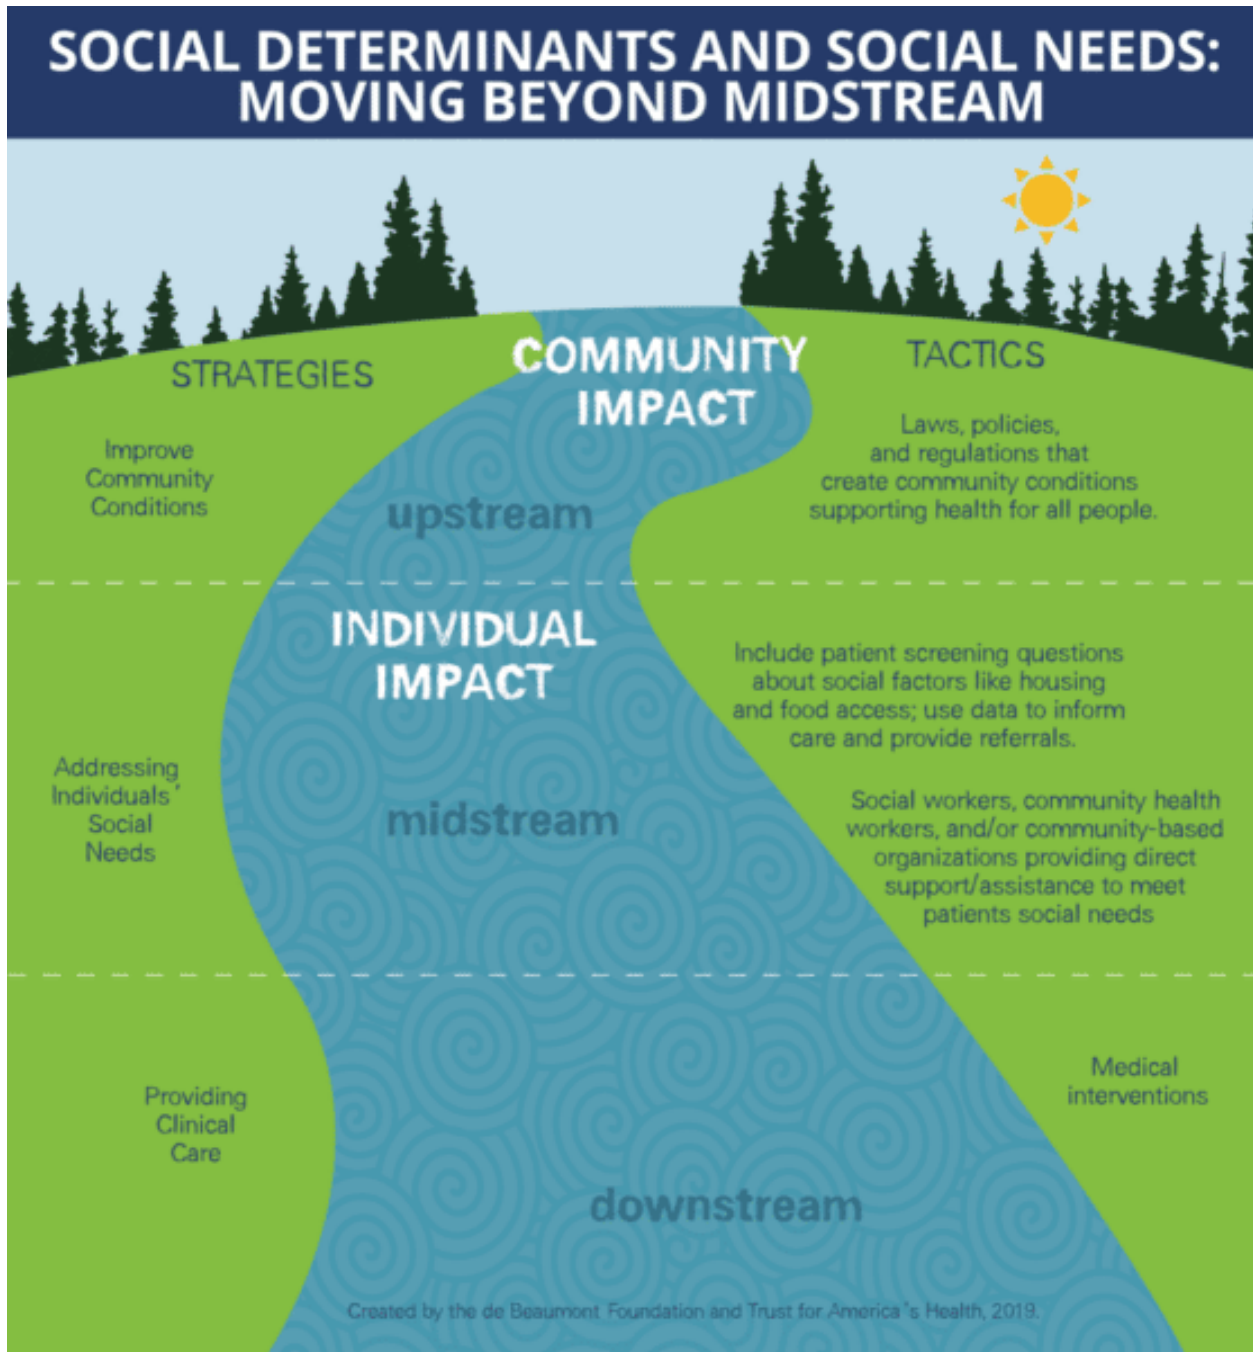 SOCIAL DETERMINANTS AND SOCIAL NEEDS:
MOVING BEYOND MIDSTREAM
STRATEGIES
COMMUNITY
IMPACT
TACTICS
Improve
Community
Conditions
upstream
Laws, policies,
and regulations that
create community conditions
supporting health for all people.
INDIVIDUAL
IMPACT
Addressing
Individuals´
Social
Needs
midstream
Include patient screening questions
about social factors like housing
and food access; use data to inform
care and provide referrals.
Social workers, community health
workers, and/or community-based
organizations providing direct
support/assistance to meet
patients social needs
Providing
Clinical
Care
downstream
Medical
interventions
Created by the de Beaumont Foundation and Trust for America´s Health, 2019.